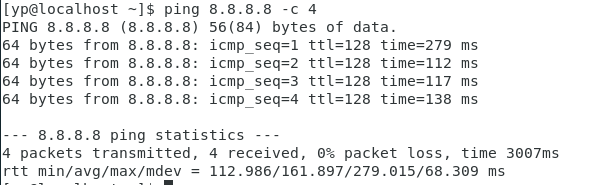 [yp@localhost ~]$ ping 8.8.8.8 -c 4
PING 8.8.8.8 (8.8.8.8) 56(84) bytes of data.
64 bytes from 8.8.8.8: icmp_seq=1 ttl=128 time=279 ms
64 bytes from 8.8.8.8: icmp_seq=2 ttl=128 time=112 ms
64 bytes from 8.8.8.8: icmp_seq=3 ttl=128 time=117 ms
64 bytes from 8.8.8.8: icmp_seq=4 ttl=128 time=138 ms

--- 8.8.8.8 ping statistics ---
4 packets transmitted, 4 received, 0% packet loss, time 3007ms
rtt min/avg/max/mdev = 112.986/161.897/279.015/68.309 ms